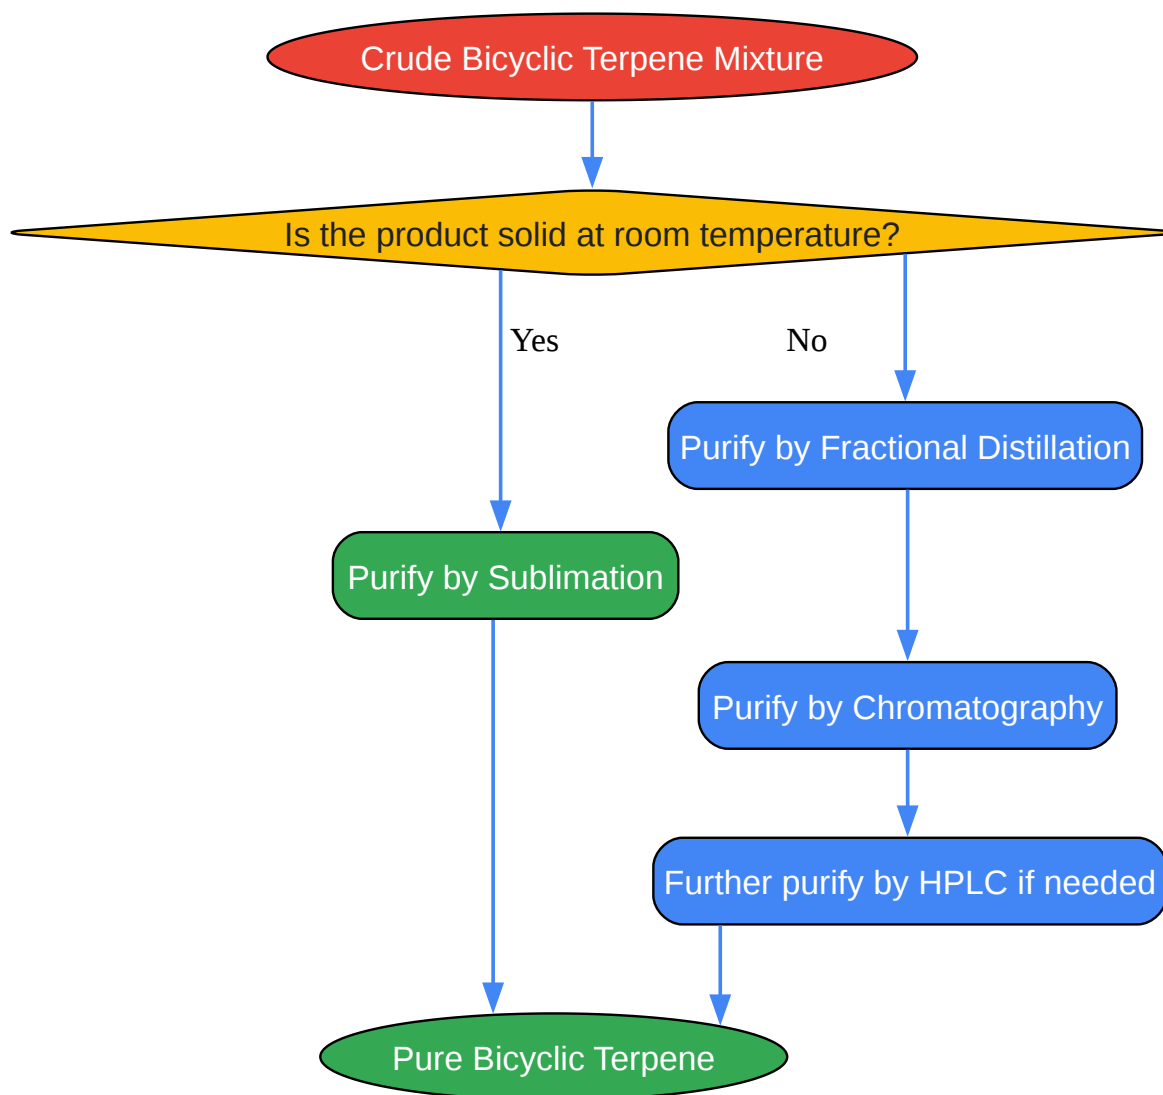 Crude Bicyclic Terpene Mixture
Is the product solid at room temperature?
Yes
No
Purify by Fractional Distillation
Purify by Sublimation
Purify by Chromatography
Further purify by HPLC if needed
Pure Bicyclic Terpene